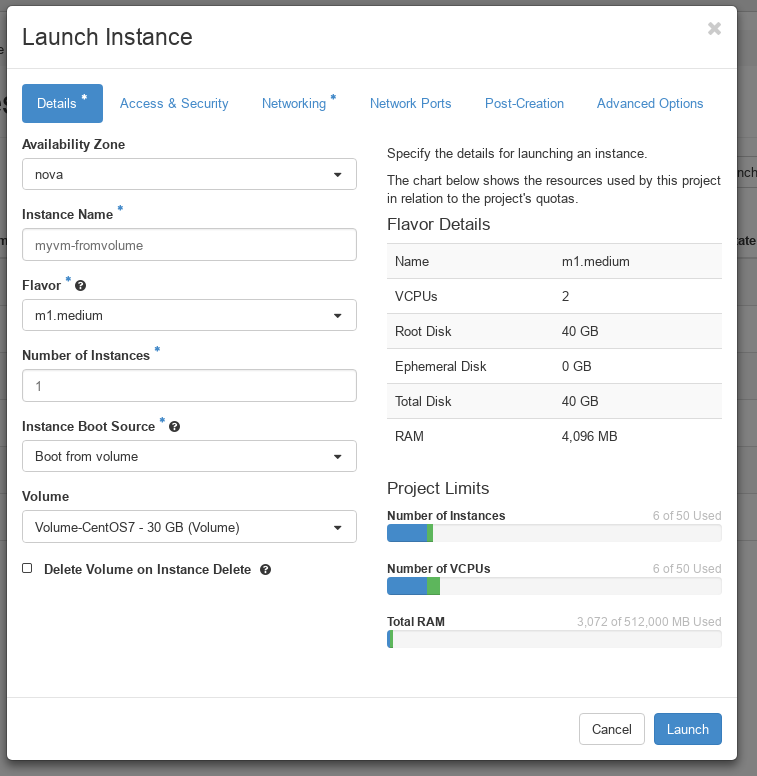 Launch Instance
×
Details *
Access & Security
Networking *
Network Ports
Post-Creation
Advanced Options
Availability Zone
nova
Instance Name *
myvm-fromvolume
Flavor *
m1.medium
Number of Instances *
1
Instance Boot Source *
Boot from volume
Volume
Volume-CentOS7 - 30 GB (Volume)
Delete Volume on Instance Delete
Specify the details for launching an instance.
The chart below shows the resources used by this project
in relation to the project's quotas.
Flavor Details
Name m1.medium
VCPUs 2
Root Disk 40 GB
Ephemeral Disk 0 GB
Total Disk 40 GB
RAM 4,096 MB
Project Limits
Number of Instances 6 of 50 Used
Number of VCPUs 6 of 50 Used
Total RAM 3,072 of 512,000 MB Used
Cancel
Launch